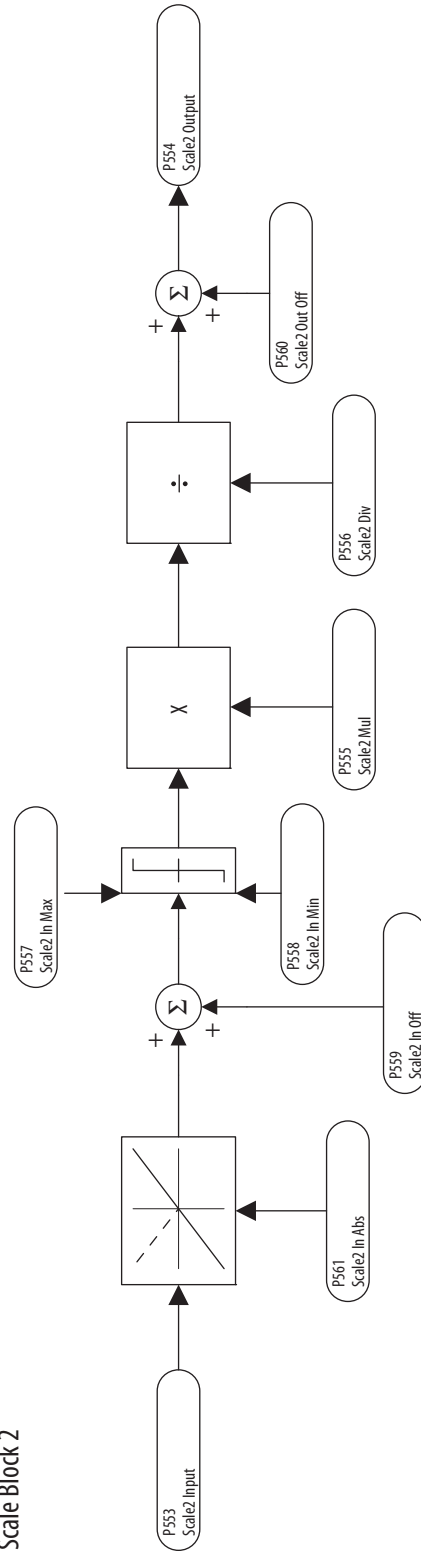 Scale Block 2
P553
Scale2 Input
P561
Scale2 In Abs
+
Σ
+
P559
Scale2 In Off
P557
Scale2 In Max
P558
Scale2 In Min
X
P555
Scale2 Mul
÷
P556
Scale2 Div
+
Σ
+
P560
Scale2 Out Off
P554
Scale2 Output